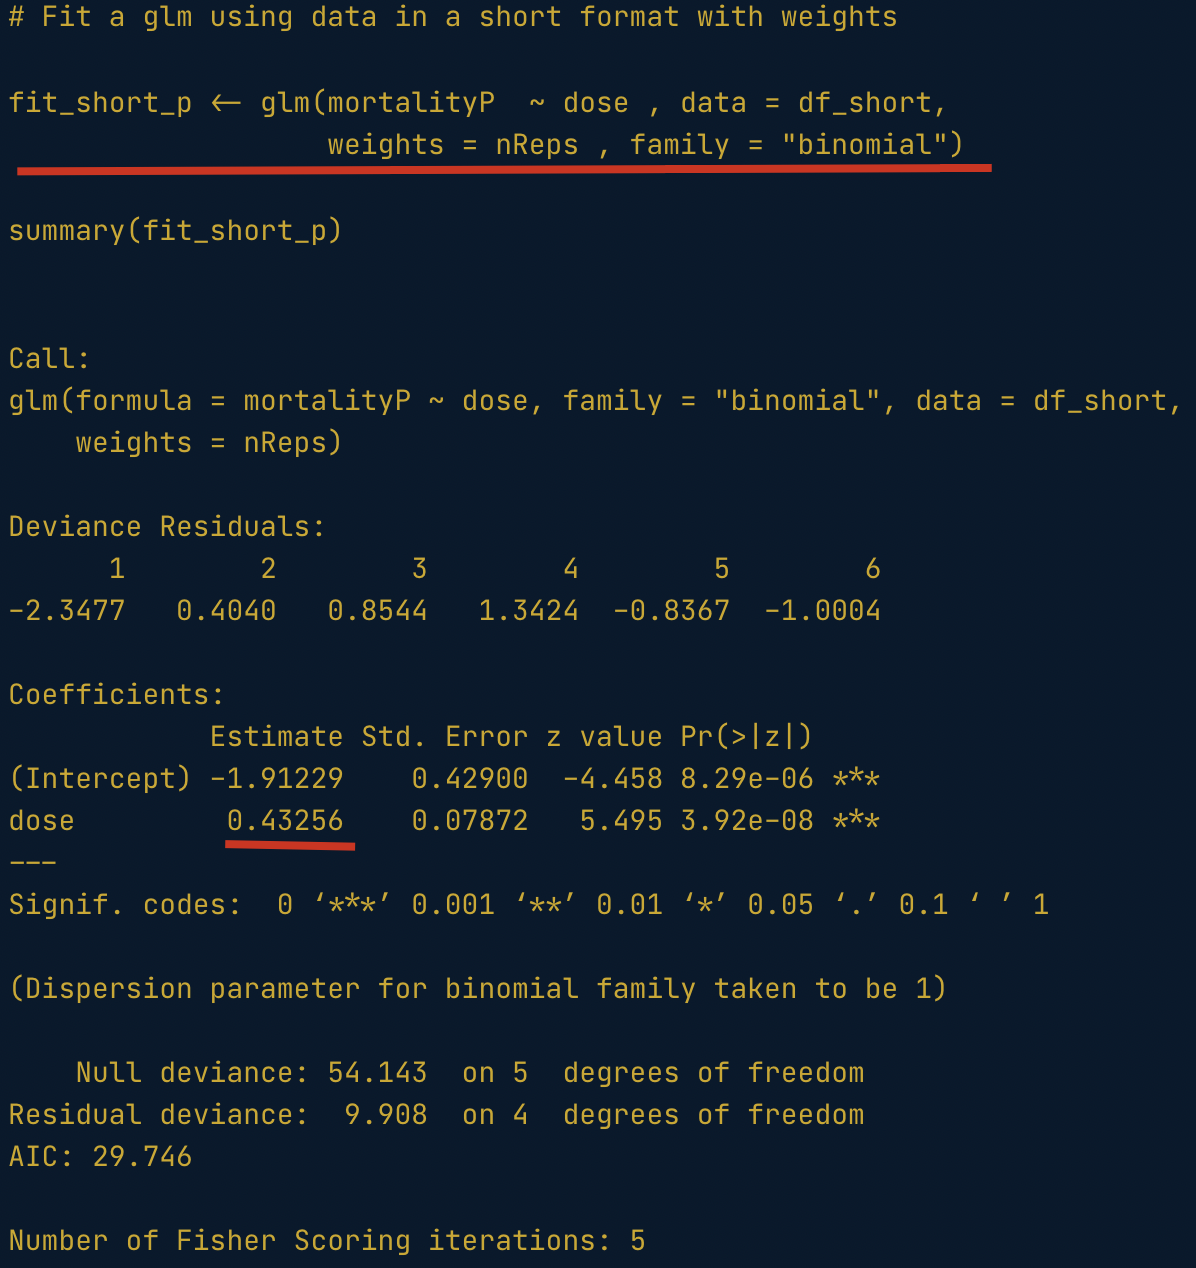 # Fit a glm using data in a short format with weights
fit_short_p <- glm(mortalityP  ~ dose , data = df_short,
                   weights = nReps , family = "binomial")
summary(fit_short_p)
Call:
glm(formula = mortalityP ~ dose, family = "binomial", data = df_short,
    weights = nReps)
Deviance Residuals:
      1        2        3        4        5        6
-2.3477   0.4040   0.8544   1.3424  -0.8367  -1.0004
Coefficients:
            Estimate Std. Error z value Pr(>|z|)
(Intercept) -1.91229    0.42900  -4.458 8.29e-06 ***
dose         0.43256    0.07872   5.495 3.92e-08 ***
---
Signif. codes:  0 ‘***’ 0.001 ‘**’ 0.01 ‘*’ 0.05 ‘.’ 0.1 ‘ ’ 1
(Dispersion parameter for binomial family taken to be 1)
    Null deviance: 54.143  on 5  degrees of freedom
Residual deviance:  9.908  on 4  degrees of freedom
AIC: 29.746
Number of Fisher Scoring iterations: 5